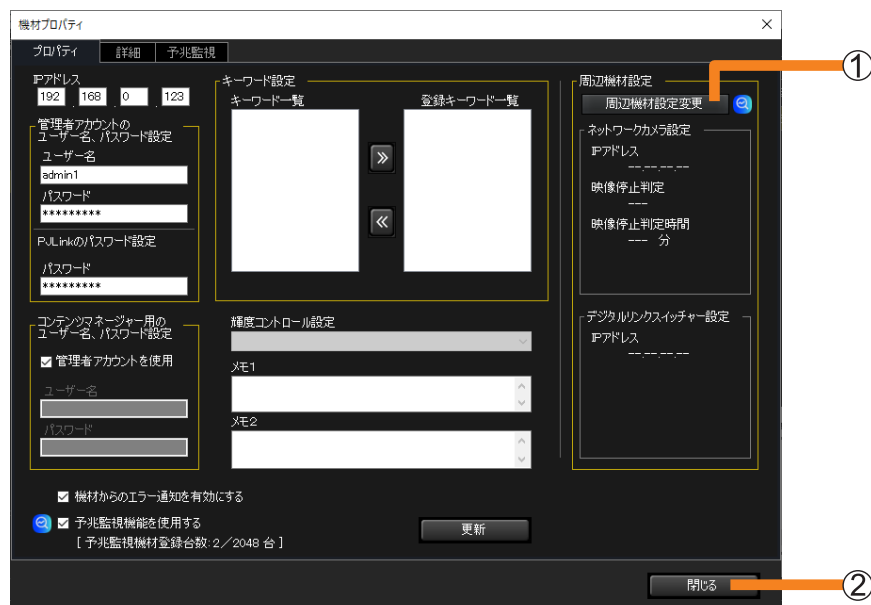 機材プロパティ
プロパティ 詳細 予兆監視
IPアドレス
192 . 168 . 0 . 123
管理者アカウントの
ユーザー名、パスワード設定
ユーザー名
admin1
パスワード
*********
PJLinkのパスワード設定
パスワード
*********
コンテンツマネージャー用の
ユーザー名、パスワード設定
管理者アカウントを使用
ユーザー名
パスワード
キーワード設定
キーワード一覧 登録キーワード一覧
輝度コントロール設定
メモ1
メモ2
周辺機材設定
周辺機材設定変更
ネットワークカメラ設定
IPアドレス
---.---.---.---
映像停止判定
---
映像停止判定時間
--- 分
デジタルリンクスイッチャー設定
IPアドレス
---.---.---.---
機材からのエラー通知を有効にする
予兆監視機能を使用する
[ 予兆監視機材登録台数:2/2048 台 ]
更新
閉じる
①
②